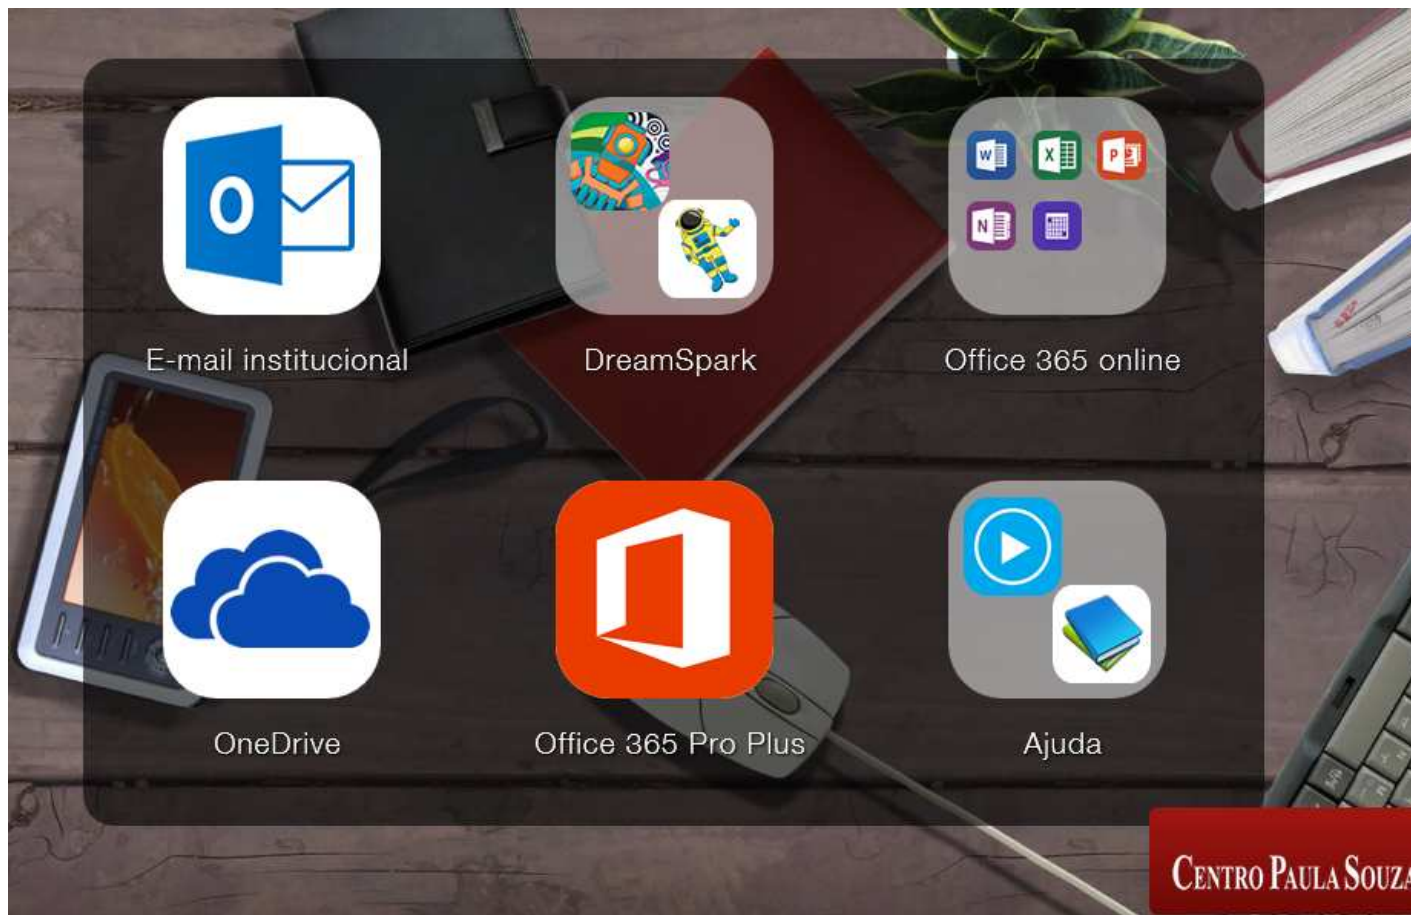 E-mail institucional
DreamSpark
Office 365 online
OneDrive
Office 365 Pro Plus
Ajuda
CENTRO PAULA SOUZA